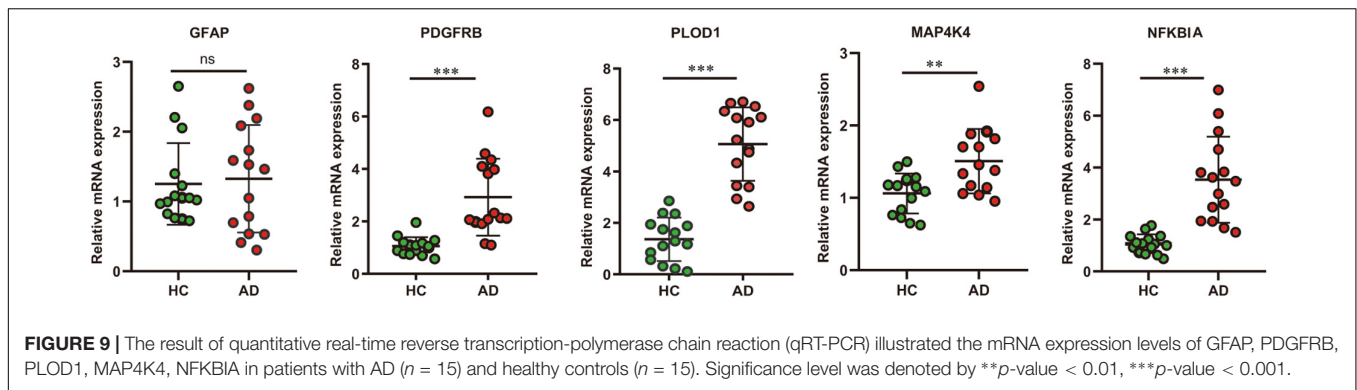 GFAP
PDGFRB
PLOD1
MAP4K4
NFKBIA
Relative mRNA expression
3
2
1
0
ns
HC AD
Relative mRNA expression
8
6
4
2
0
***
HC AD
Relative mRNA expression
8
6
4
2
0
***
HC AD
Relative mRNA expression
3
2
1
0
**
HC AD
Relative mRNA expression
8
6
4
2
0
***
HC AD
FIGURE 9 | The result of quantitative real-time reverse transcription-polymerase chain reaction (qRT-PCR) illustrated the mRNA expression levels of GFAP, PDGFRB,
PLOD1, MAP4K4, NFKBIA in patients with AD (n = 15) and healthy controls (n = 15). Significance level was denoted by **p-value < 0.01, ***p-value < 0.001.